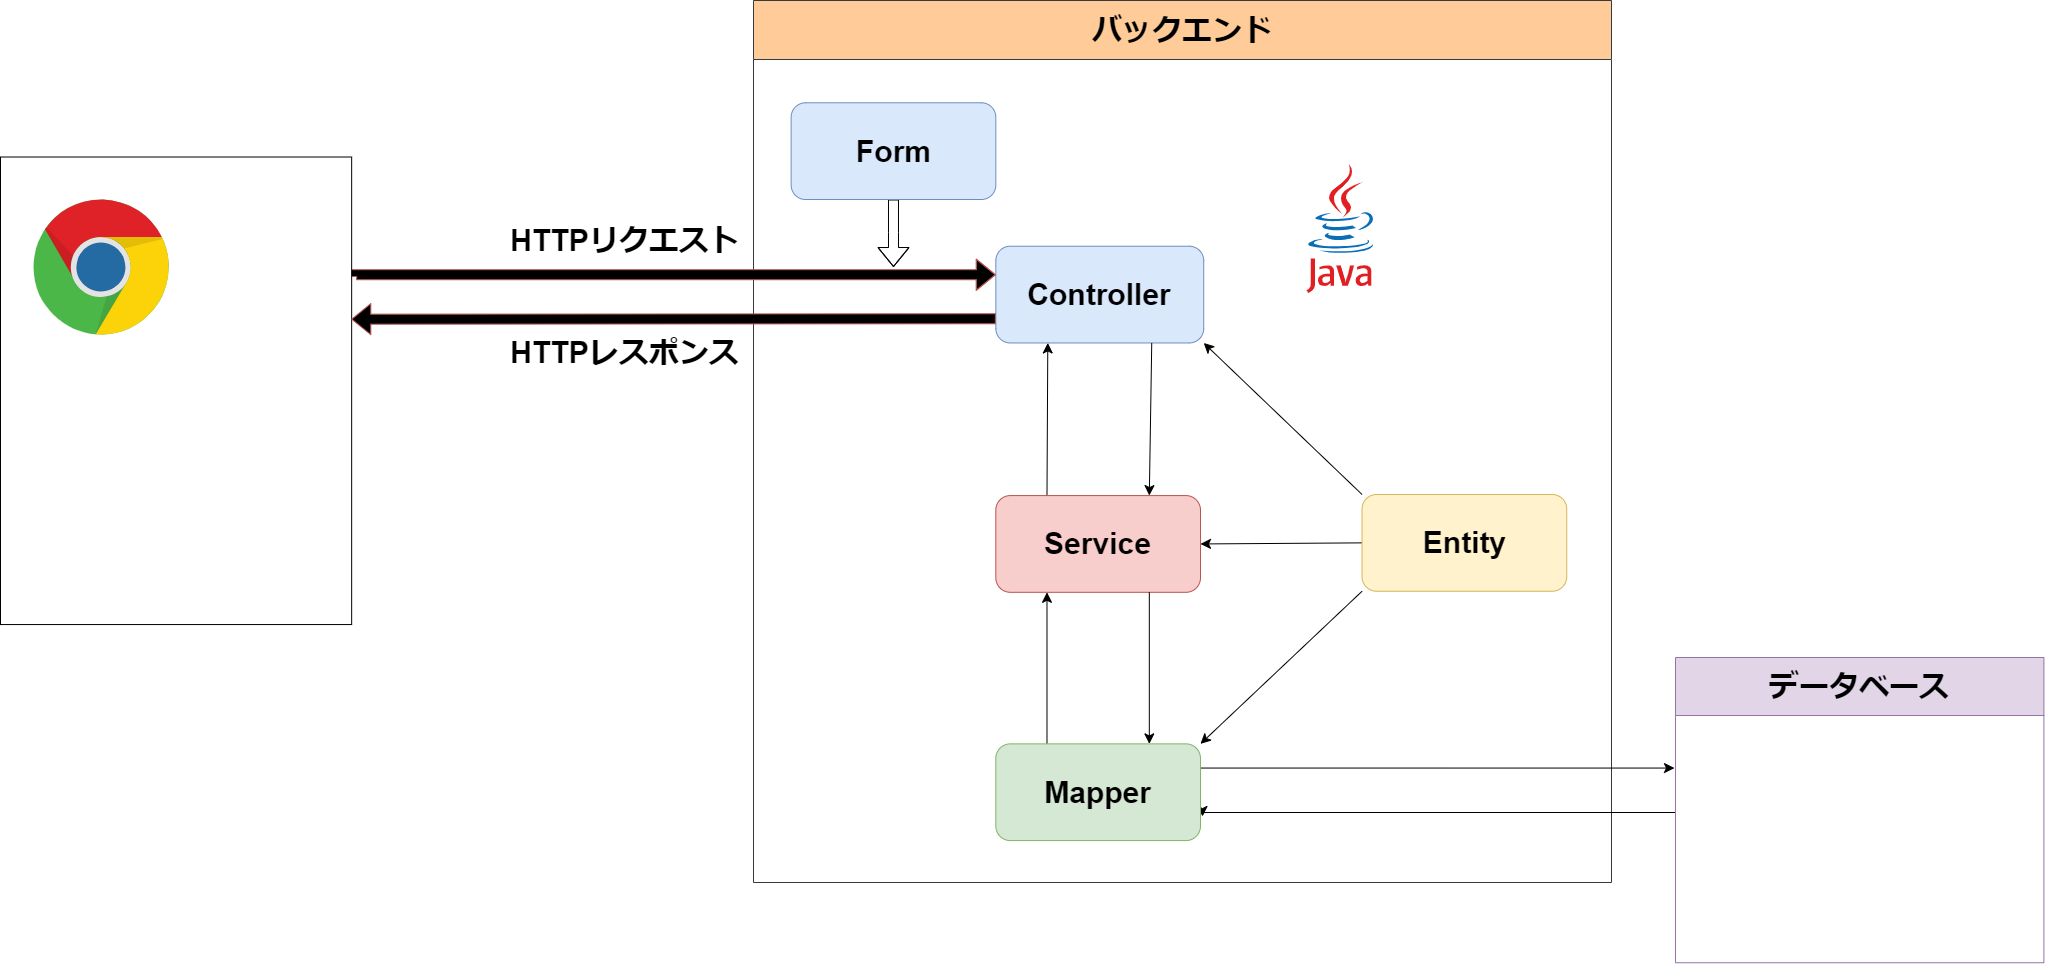 バックエンド
Form
HTTPリクエスト
Controller
Java
HTTPレスポンス
Service
Entity
データベース
Mapper